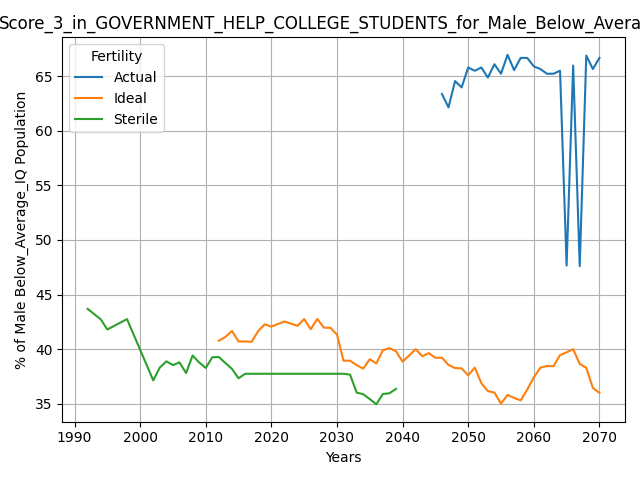 Score_3_in_GOVERNMENT_HELP_COLLEGE_STUDENTS_for_Male_Below_Avera
Fertility
Actual
Ideal
Sterile
% of Male Below_Average_IQ Population
65
60
55
50
45
40
35
1990 2000 2010 2020 2030 2040 2050 2060 2070
Years